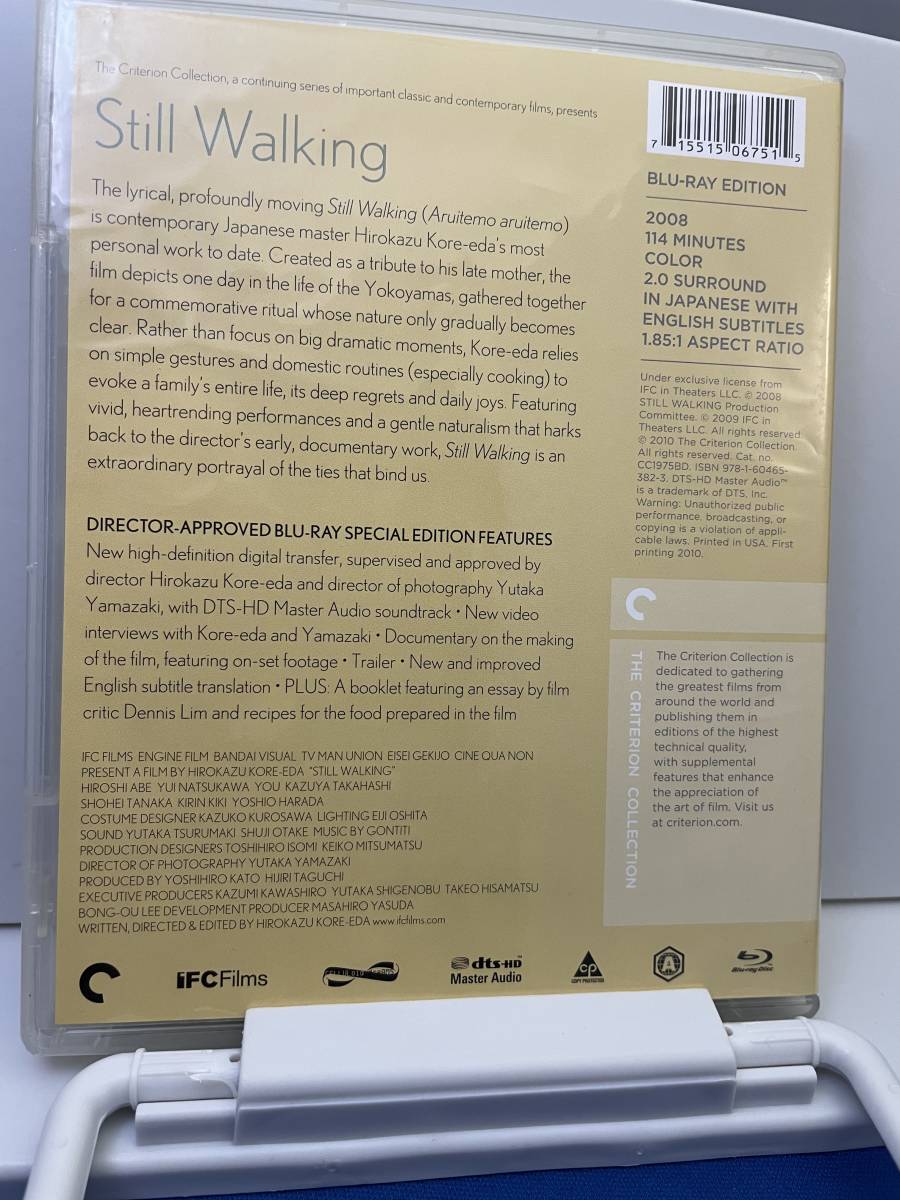 The Criterion Collection, a continuing series of important classic and contemporary films, presents
Still Walking
The lyrical, profoundly moving Still Walking (Aruitemo aruitemo)
is contemporary Japanese master Hirokazu Kore-eda's most
personal work to date. Created as a tribute to his late mother, the
film depicts one day in the life of the Yokoyamas, gathered together
for a commemorative ritual whose nature only gradually becomes
clear. Rather than focus on big dramatic moments, Kore-eda relies
on simple gestures and domestic routines (especially cooking) to
evoke a family's entire life, its deep regrets and daily joys. Featuring
vivid, heartrending performances and a gentle naturalism that harks
back to the director's early, documentary work, Still Walking is an
extraordinary portrayal of the ties that bind us.
DIRECTOR-APPROVED BLU-RAY SPECIAL EDITION FEATURES
New high-definition digital transfer, supervised and approved by
director Hirokazu Kore-eda and director of photography Yutaka
Yamazaki, with DTS-HD Master Audio soundtrack • New video
interviews with Kore-eda and Yamazaki • Documentary on the making
of the film, featuring on-set footage • Trailer • New and improved
English subtitle translation • PLUS: A booklet featuring an essay by film
critic Dennis Lim and recipes for the food prepared in the film
IFC FILMS ENGINE FILM BANDAI VISUAL TV MAN UNION EISEI GEKIJO CINE QUA NON
PRESENT A FILM BY HIROKAZU KORE-EDA "STILL WALKING"
HIROSHI ABE YUI NATSUKAWA YOU KAZUYA TAKAHASHI
SHOHEI TANAKA KIRIN KIKI YOSHIO HARADA
COSTUME DESIGNER KAZUKO KUROSAWA LIGHTING EIJI OSHITA
SOUND YUTAKA TSURUMAKI SHUJI OTAKE MUSIC BY GONTITI
PRODUCTION DESIGNERS TOSHIHIRO ISOMI KEIKO MITSUMATSU
DIRECTOR OF PHOTOGRAPHY YUTAKA YAMAZAKI
PRODUCED BY YOSHIHIRO KATO HIJIRI TAGUCHI
EXECUTIVE PRODUCERS KAZUMI KAWASHIRO YUTAKA SHIGENOBU TAKEO HISAMATSU
BONG-OU LEE DEVELOPMENT PRODUCER MASAHIRO YASUDA
WRITTEN, DIRECTED & EDITED BY HIROKAZU KORE-EDA www.ifcfilms.com
7 15515 06751 5
BLU-RAY EDITION
2008
114 MINUTES
COLOR
2.0 SURROUND
IN JAPANESE WITH
ENGLISH SUBTITLES
1.85:1 ASPECT RATIO
Under exclusive license from
IFC in Theaters LLC. © 2008
STILL WALKING Production
Committee. © 2009 IFC in
Theaters LLC. All rights reserved.
© 2010 The Criterion Collection.
All rights reserved. Cat. no.
CC1975BD. ISBN 978-1-60465-
382-3. DTS-HD Master Audio™
is a trademark of DTS, Inc.
Warning: Unauthorized public
performance, broadcasting, or
copying is a violation of appli-
cable laws. Printed in USA. First
printing 2010.
THE CRITERION COLLECTION
The Criterion Collection is
dedicated to gathering
the greatest films from
around the world and
publishing them in
editions of the highest
technical quality,
with supplemental
features that enhance
the appreciation of
the art of film. Visit us
at criterion.com.
IFCFilms
dts-HD™
Master Audio
cp
COPY PROTECTED
A
Blu-ray Disc